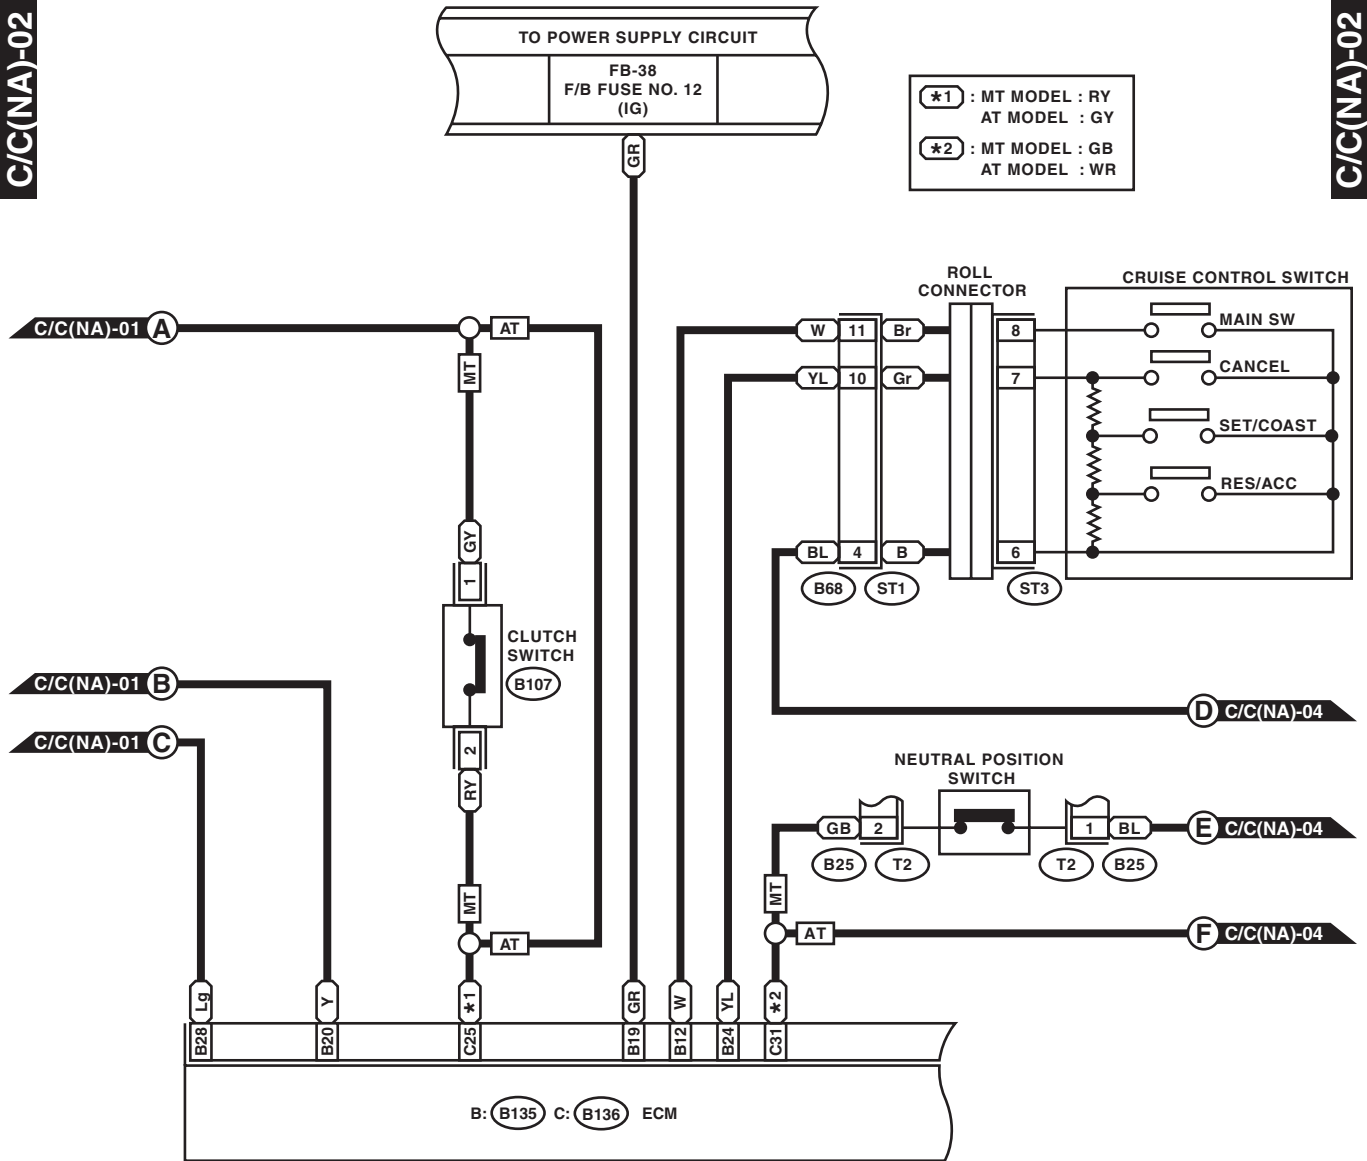 C/C(NA)-02
C/C(NA)-02
TO POWER SUPPLY CIRCUIT
FB-38
F/B FUSE NO. 12
(IG)
GR
*1 : MT MODEL : RY
AT MODEL : GY
*2 : MT MODEL : GB
AT MODEL : WR
ROLL
CONNECTOR
CRUISE CONTROL SWITCH
C/C(NA)-01 A
AT
MT
W 11 Br 8 MAIN SW
YL 10 Gr 7 CANCEL
SET/COAST
RES/ACC
BL 4 B 6
B68 ST1 ST3
GY
1
CLUTCH
SWITCH
B107
2
RY
MT
AT
C/C(NA)-01 B
C/C(NA)-01 C
D C/C(NA)-04
NEUTRAL POSITION
SWITCH
GB 2 1 BL E C/C(NA)-04
B25 T2 T2 B25
MT
AT F C/C(NA)-04
Lg Y *1 GR W YL *2
B28 B20 C25 B19 B12 B24 C31
B: B135 C: B136 ECM